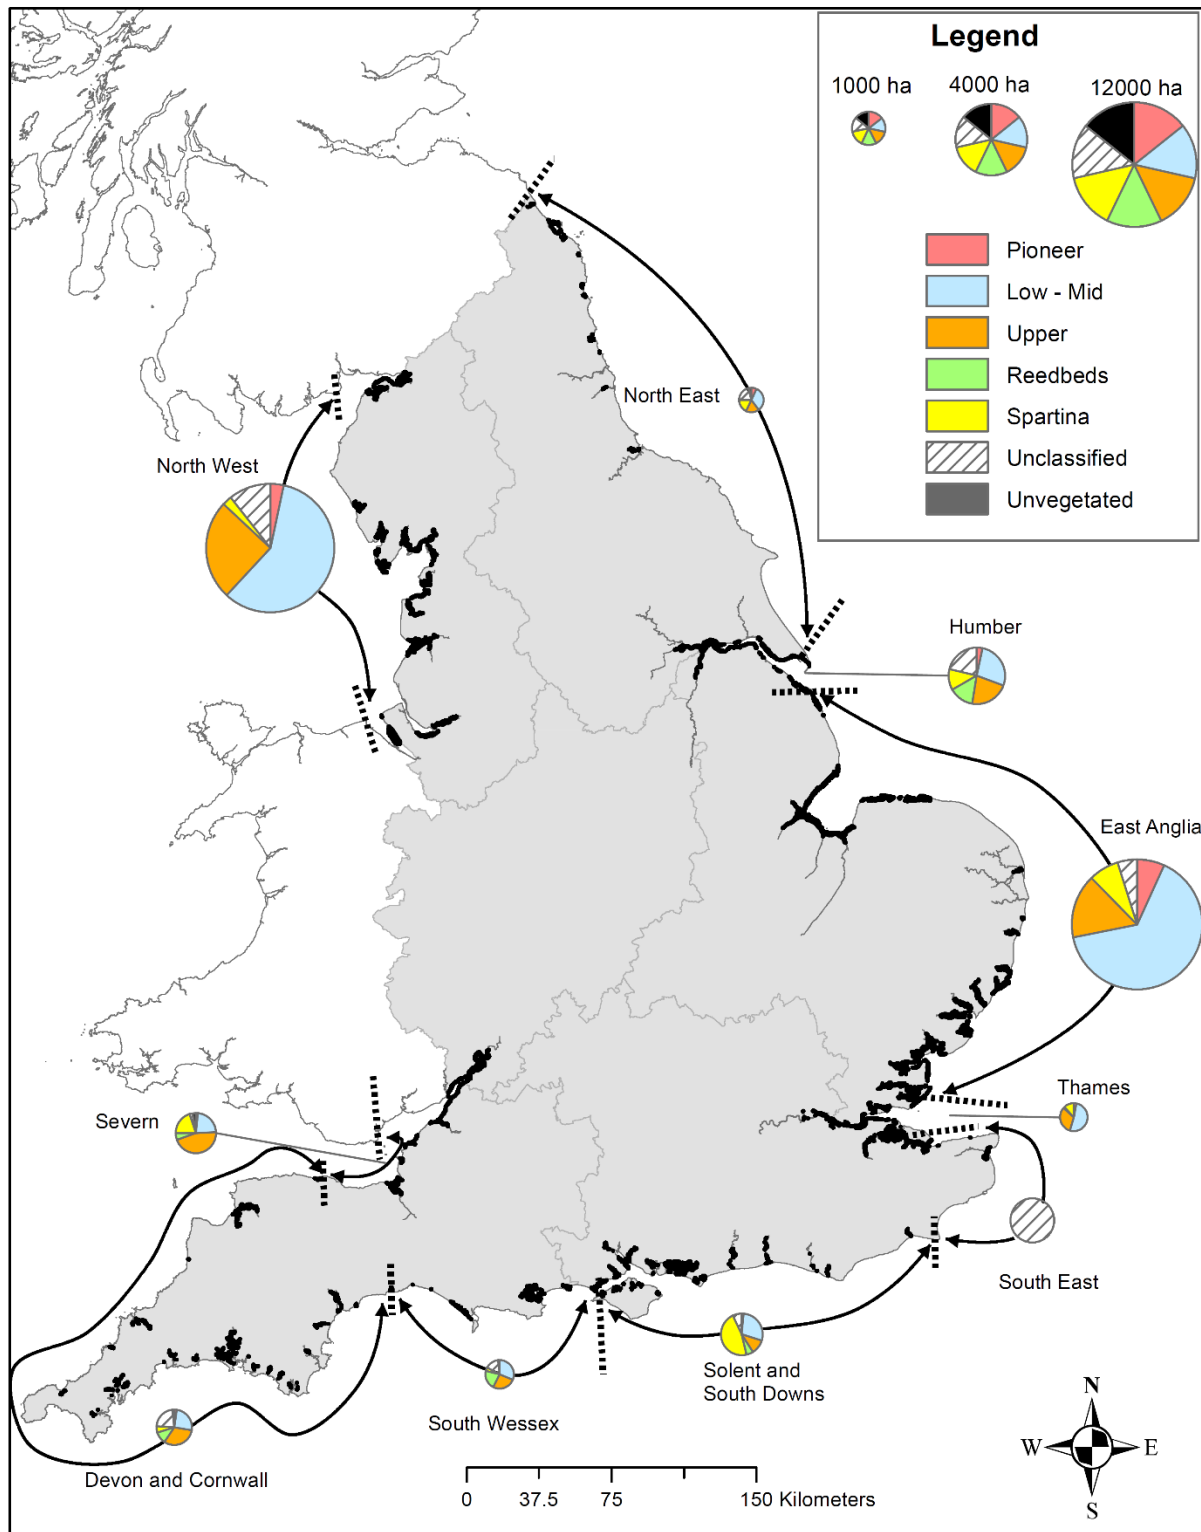 Legend
1000 ha
4000 ha
12000 ha
Pioneer
Low - Mid
Upper
Reedbeds
Spartina
Unclassified
Unvegetated
North East
North West
Humber
East Anglia
Thames
Severn
South East
Solent and
South Downs
South Wessex
Devon and Cornwall
N
W
E
S
0
37.5
75
150 Kilometers